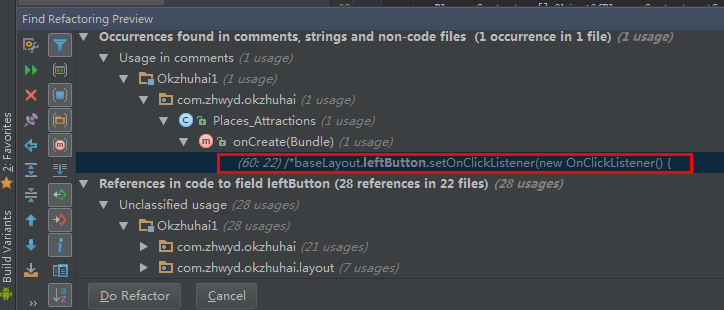 Find Refactoring Preview
Occurrences found in comments, strings and non-code files (1 occurrence in 1 file) (1 usage)
Usage in comments (1 usage)
Okzhuhai1 (1 usage)
com.zhwyd.okzhuhai (1 usage)
Places_Attractions (1 usage)
onCreate(Bundle) (1 usage)
(60: 22) /*baseLayout.leftButton.setOnClickListener(new OnClickListener() {
References in code to field leftButton (28 references in 22 files) (28 usages)
Unclassified usage (28 usages)
Okzhuhai1 (28 usages)
com.zhwyd.okzhuhai (21 usages)
com.zhwyd.okzhuhai.layout (7 usages)
Do Refactor
Cancel
2: Favorites
Build Variants